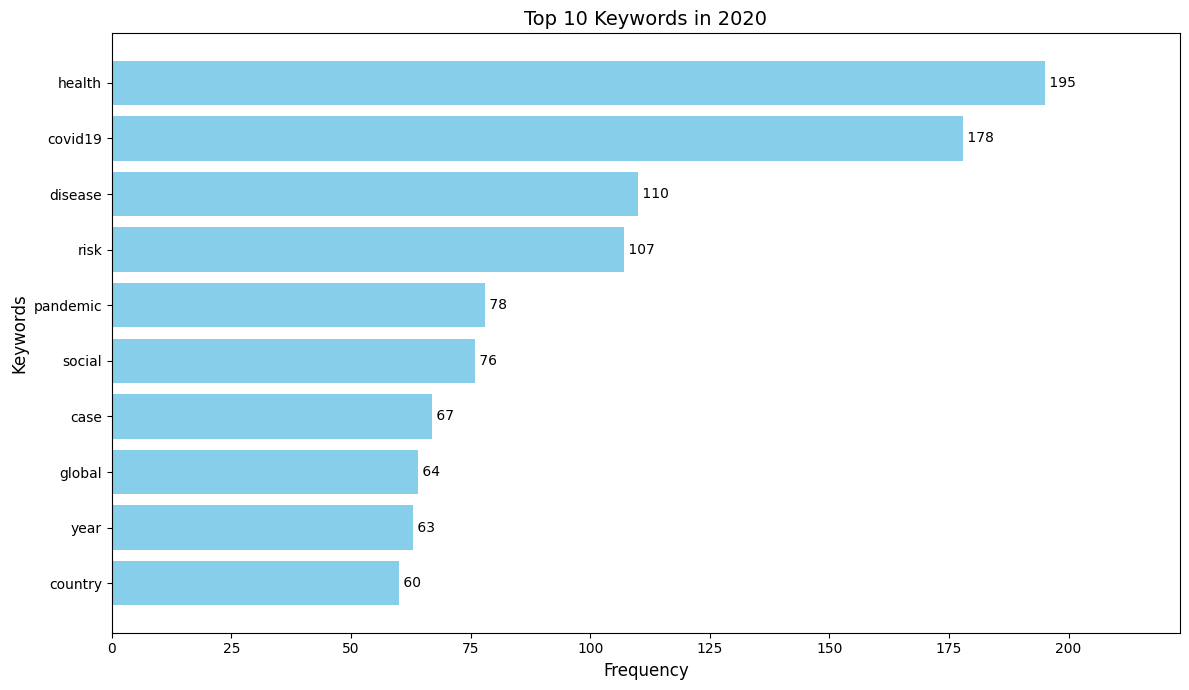 Top 10 Keywords in 2020
Keywords
health 195
covid19 178
disease 110
risk 107
pandemic 78
social 76
case 67
global 64
year 63
country 60
0 25 50 75 100 125 150 175 200
Frequency